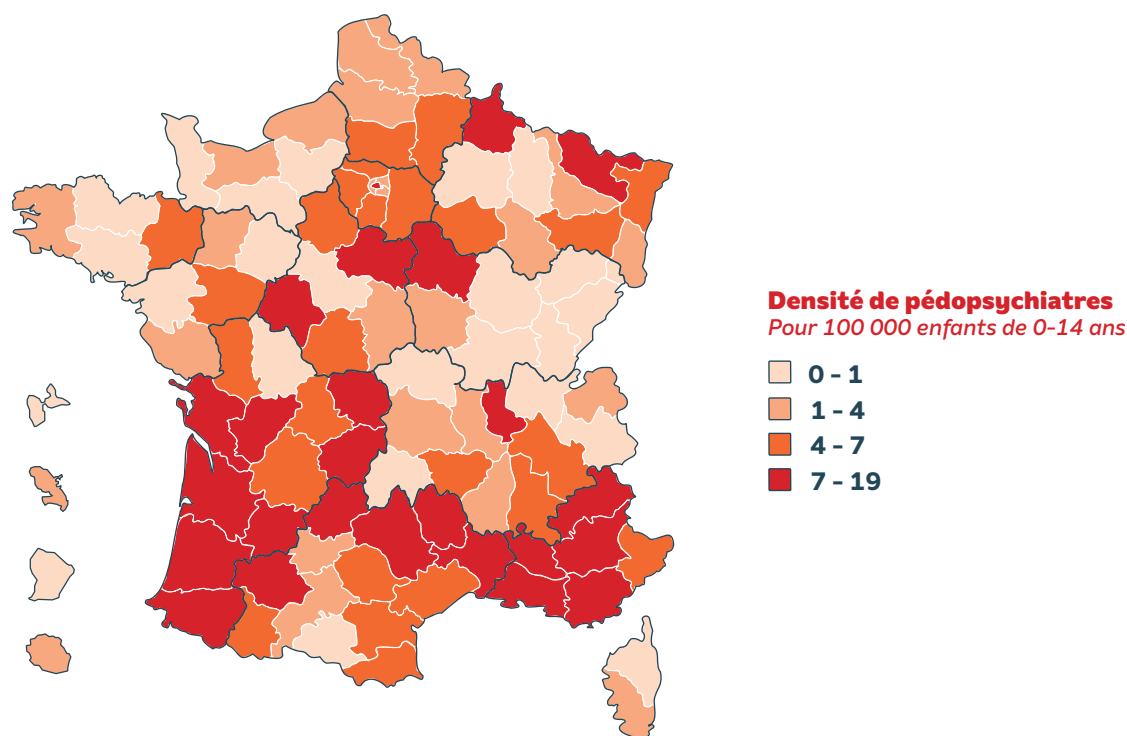 Densité de pédopsychiatres
Pour 100 000 enfants de 0-14 ans
0 - 1
1 - 4
4 - 7
7 - 19